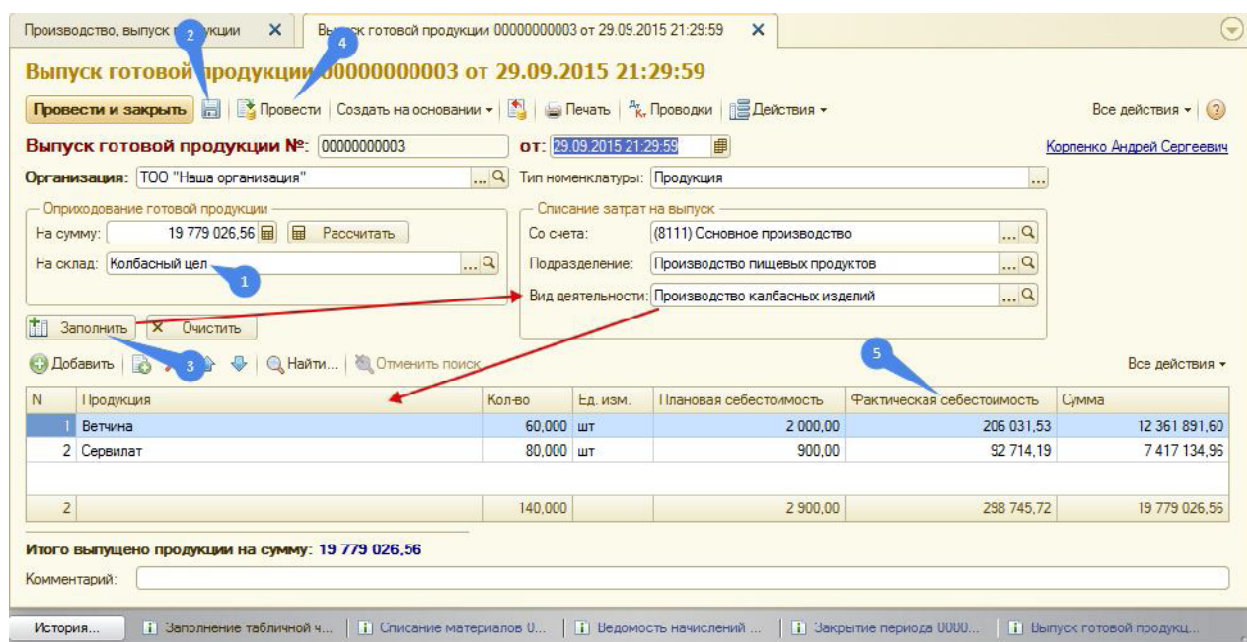 Производство, выпуск продукции
Выпуск готовой продукции 00000000003 от 29.09.2015 21:29:59
2
4
Выпуск готовой продукции 00000000003 от 29.09.2015 21:29:59
Провести и закрыть Провести Создать на основании Печать Дт Кт Проводки Действия Все действия
Выпуск готовой продукции №: 00000000003 от: 29.09.2015 21:29:59 Корпенко Андрей Сергеевич
Организация: ТОО "Наша организация" ... Тип номенклатуры: Продукция ...
Оприходование готовой продукции Списание затрат на выпуск
На сумму: 19 779 026,56 Рассчитать Со счета: (8111) Основное производство ...
На склад: Колбасный цех ... Подразделение: Производство пищевых продуктов ...
1
Вид деятельности: Производство калбасных изделий ...
Заполнить Очистить
3
5
Добавить Найти... Отменить поиск Все действия
N Продукция Кол-во Ед. изм. Плановая себестоимость Фактическая себестоимость Сумма
1 Ветчина 60,000 шт 2 000,00 206 031,53 12 361 891,60
2 Сервилат 80,000 шт 900,00 92 714,19 7 417 134,96
2 140,000 2 900,00 298 745,72 19 779 026,56
Итого выпущено продукции на сумму: 19 779 026,56
Комментарий:
История... Заполнение табличной ч... Списание материалов 0... Ведомость начислений ... Закрытие периода 0000... Выпуск готовой продукц...